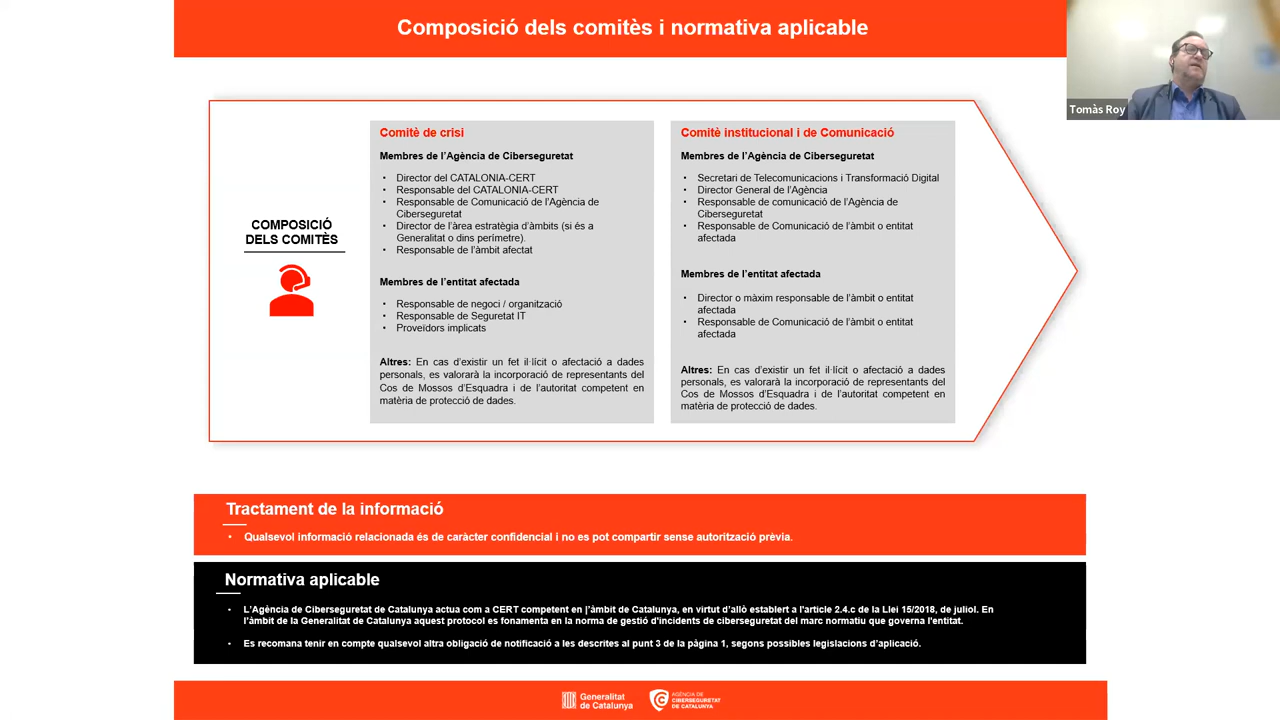 Composició dels comitès i normativa aplicable
Tomàs Roy
COMPOSICIÓ
DELS COMITÈS
Comitè de crisi
Membres de l'Agència de Ciberseguretat
• Director del CATALONIA-CERT
• Responsable del CATALONIA-CERT
• Responsable de Comunicació de l'Agència de
Ciberseguretat
• Director de l'àrea estratègia d'àmbits (si és a
Generalitat o dins perímetre).
• Responsable de l'àmbit afectat
Membres de l'entitat afectada
• Responsable de negoci / organització
• Responsable de Seguretat IT
• Proveïdors implicats
Altres: En cas d'existir un fet il·lícit o afectació a dades
personals, es valorarà la incorporació de representants del
Cos de Mossos d'Esquadra i de l'autoritat competent en
matèria de protecció de dades.
Comitè institucional i de Comunicació
Membres de l'Agència de Ciberseguretat
• Secretari de Telecomunicacions i Transformació Digital
• Director General de l'Agència
• Responsable de comunicació de l'Agència de
Ciberseguretat
• Responsable de Comunicació de l'àmbit o entitat
afectada
Membres de l'entitat afectada
• Director o màxim responsable de l'àmbit o entitat
afectada
• Responsable de Comunicació de l'àmbit o entitat
afectada
Altres: En cas d'existir un fet il·lícit o afectació a dades
personals, es valorarà la incorporació de representants del
Cos de Mossos d'Esquadra i de l'autoritat competent en
matèria de protecció de dades.
Tractament de la informació
• Qualsevol informació relacionada és de caràcter confidencial i no es pot compartir sense autorització prèvia.
Normativa aplicable
• L'Agència de Ciberseguretat de Catalunya actua com a CERT competent en l'àmbit de Catalunya, en virtut d'allò establert a l'article 2.4.c de la Llei 15/2018, de juliol. En
l'àmbit de la Generalitat de Catalunya aquest protocol es fonamenta en la norma de gestió d'incidents de ciberseguretat del marc normatiu que governa l'entitat.
• Es recomana tenir en compte qualsevol altra obligació de notificació a les descrites al punt 3 de la pàgina 1, segons possibles legislacions d'aplicació.
Generalitat
de Catalunya
AGÈNCIA DE
CIBERSEGURETAT
DE CATALUNYA